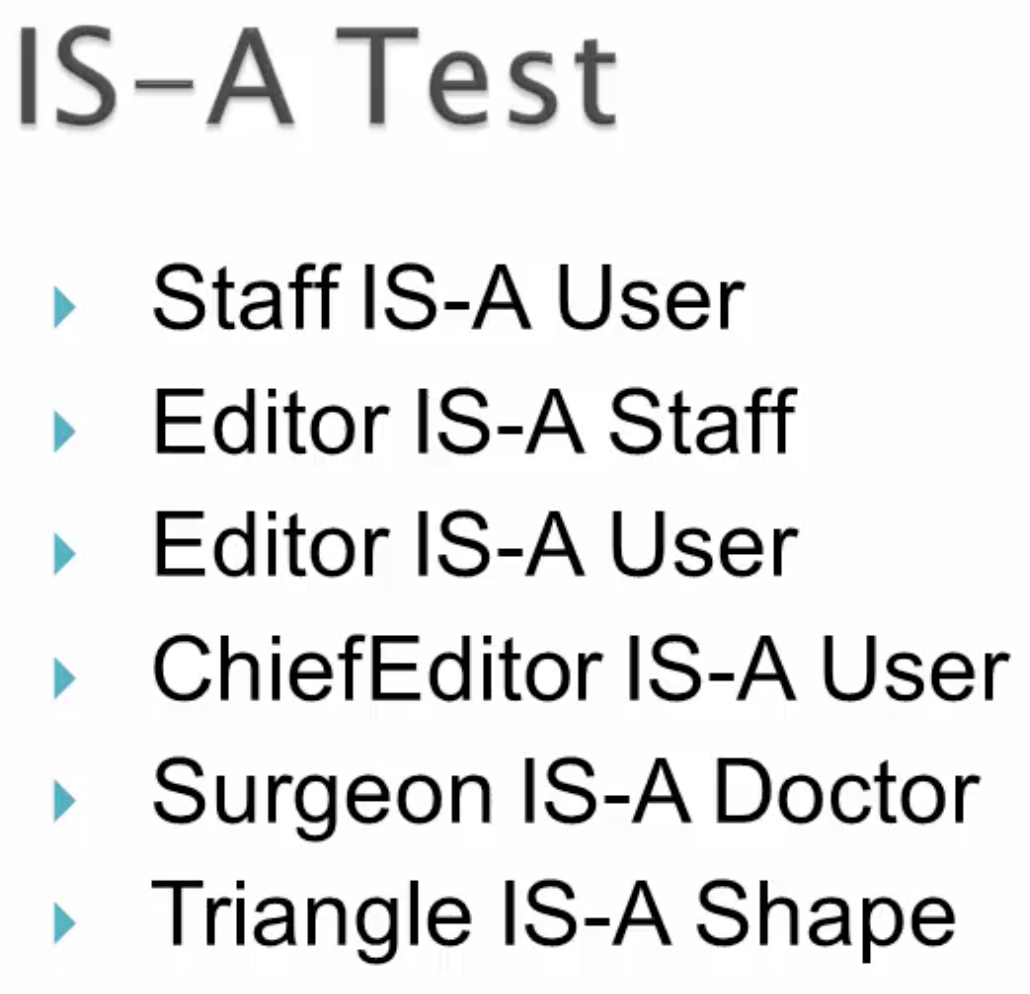 IS-A Test
Staff IS-A User
Editor IS-A Staff
Editor IS-A User
ChiefEditor IS-A User
Surgeon IS-A Doctor
Triangle IS-A Shape